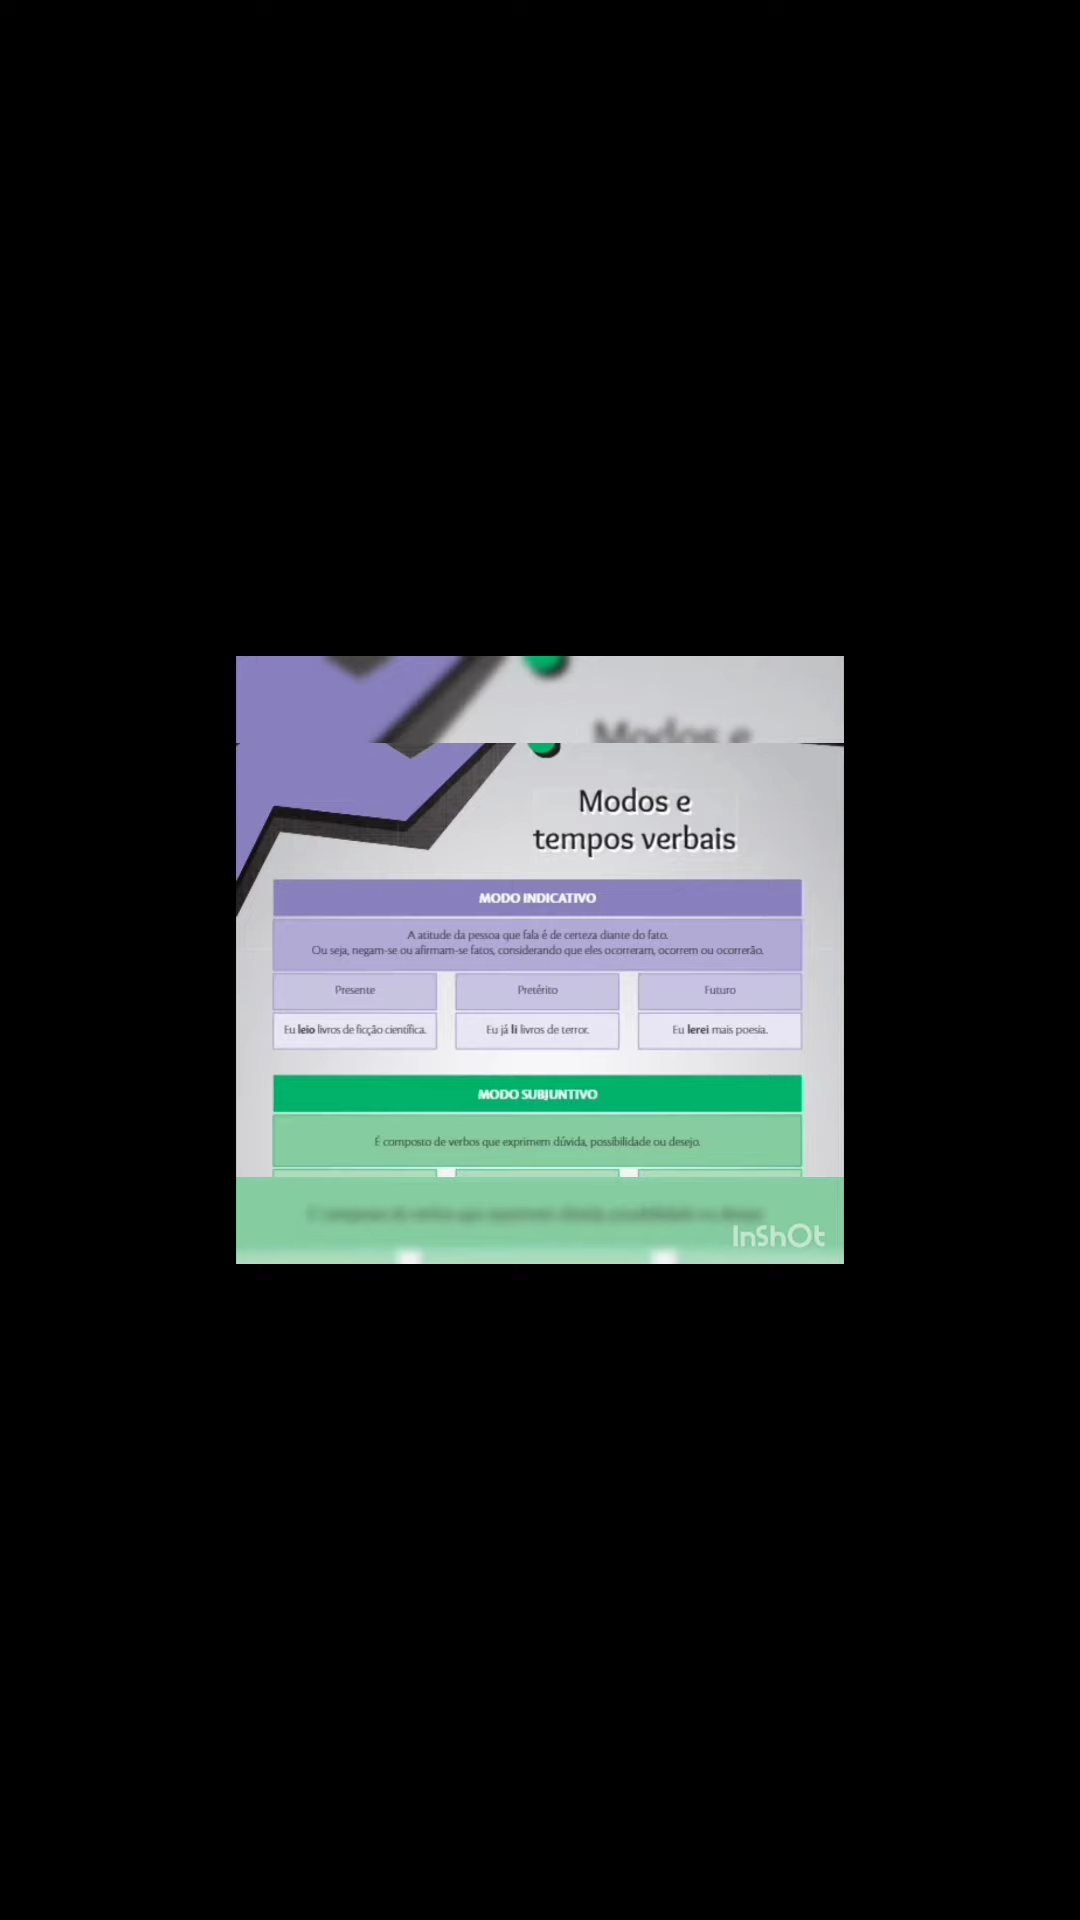 Modos e
Modos e
tempos verbais
MODO INDICATIVO
A atitude da pessoa que fala é de certeza diante do fato.
Ou seja, negam-se ou afirmam-se fatos, considerando que eles ocorreram, ocorrem ou ocorrerão.
Presente
Pretérito
Futuro
Eu leio livros de ficção científica.
Eu já li livros de terror.
Eu lerei mais poesia.
MODO SUBJUNTIVO
É composto de verbos que exprimem dúvida, possibilidade ou desejo.
InShOt